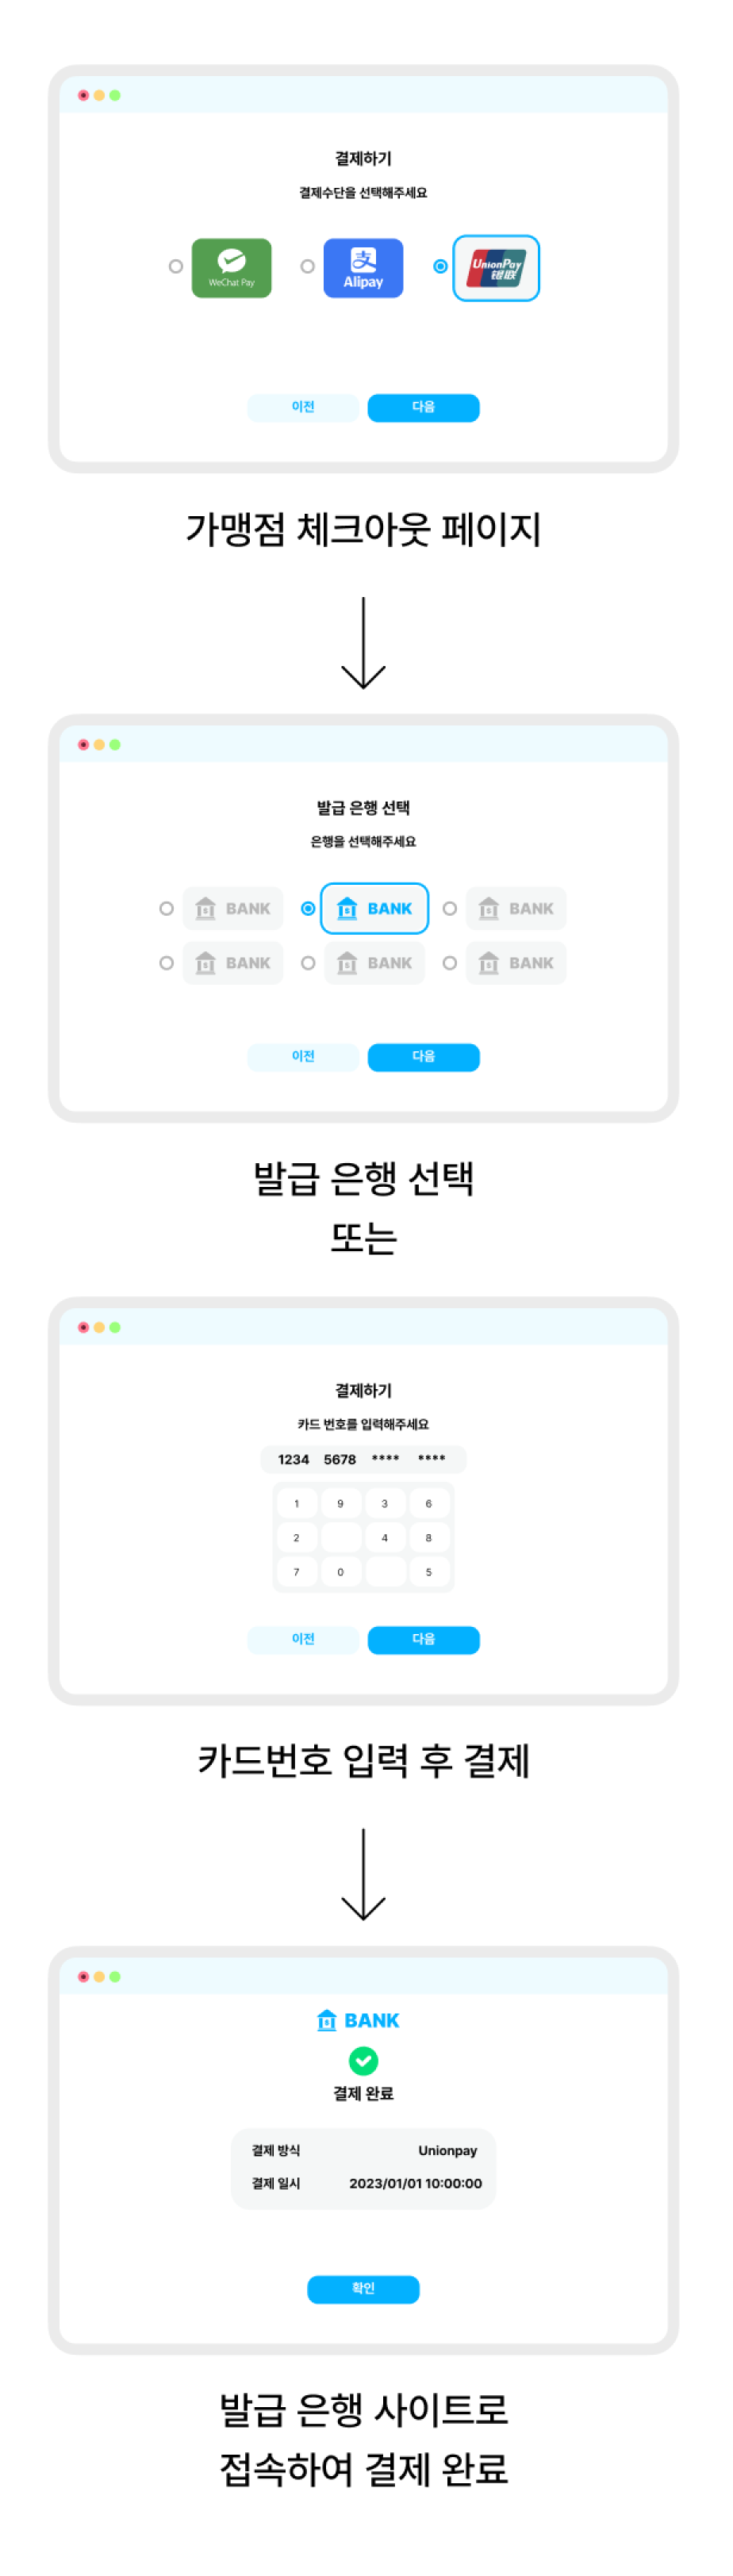 결제하기
결제수단을 선택해주세요
WeChat Pay
支
Alipay
UnionPay
银联
이전
다음
가맹점 체크아웃 페이지
발급 은행 선택
은행을 선택해주세요
BANK
BANK
BANK
BANK
BANK
BANK
이전
다음
발급 은행 선택
또는
결제하기
카드 번호를 입력해주세요
1234 5678 **** ****
1 9 3 6
2 4 8
7 0 5
이전
다음
카드번호 입력 후 결제
BANK
결제 완료
결제 방식 Unionpay
결제 일시 2023/01/01 10:00:00
확인
발급 은행 사이트로
접속하여 결제 완료